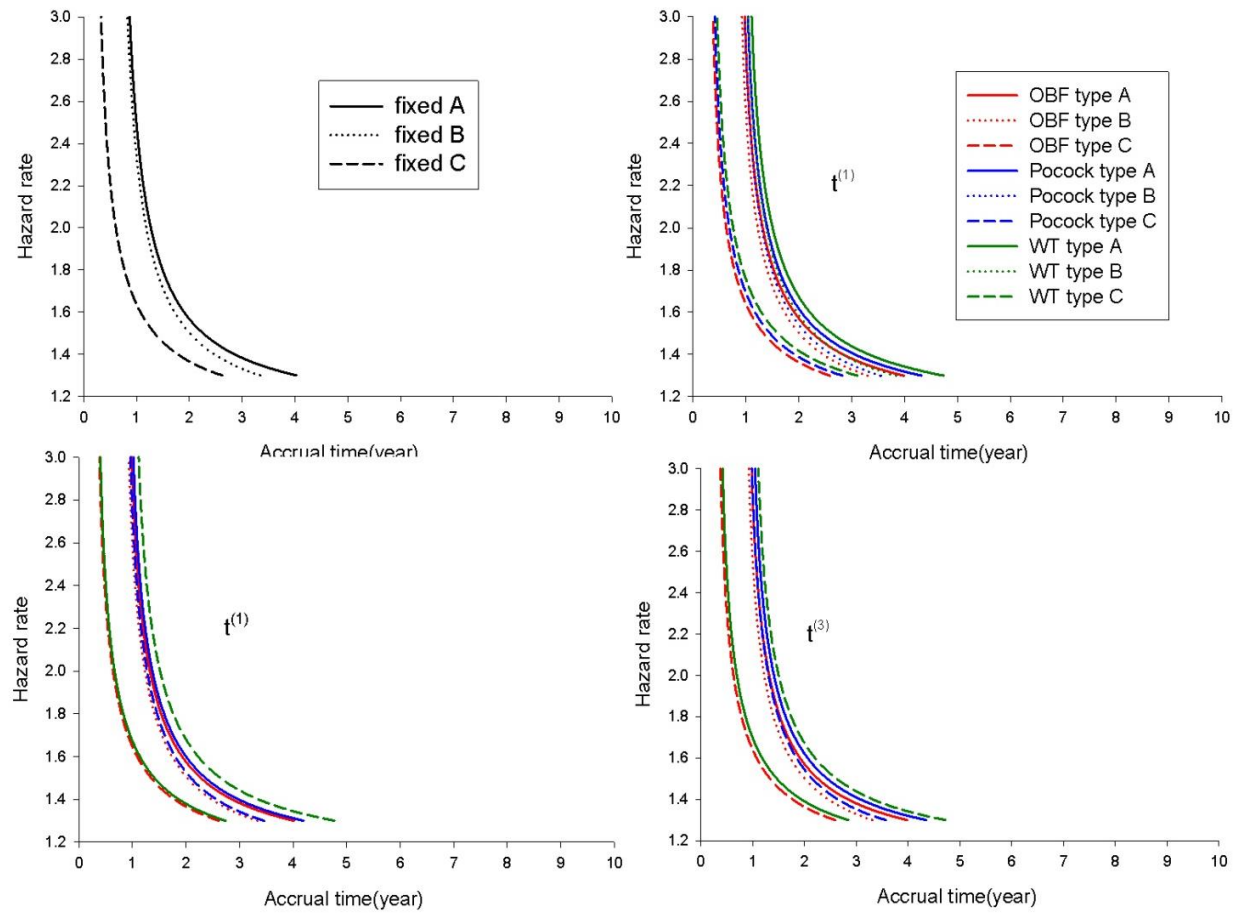 3.0
2.8
2.6
2.4
2.2
2.0
1.8
1.6
1.4
1.2
Hazard rate
fixed A
fixed B
fixed C
0 1 2 3 4 5 6 7 8 9 10
Accrual time(year)
3.0
2.8
2.6
2.4
2.2
2.0
1.8
1.6
1.4
1.2
Hazard rate
t(1)
OBF type A
OBF type B
OBF type C
Pocock type A
Pocock type B
Pocock type C
WT type A
WT type B
WT type C
0 1 2 3 4 5 6 7 8 9 10
Accrual time(year)
3.0
2.8
2.6
2.4
2.2
2.0
1.8
1.6
1.4
1.2
Hazard rate
t(1)
0 1 2 3 4 5 6 7 8 9 10
Accrual time(year)
3.0
2.8
2.6
2.4
2.2
2.0
1.8
1.6
1.4
1.2
Hazard rate
t(3)
0 1 2 3 4 5 6 7 8 9 10
Accrual time(year)